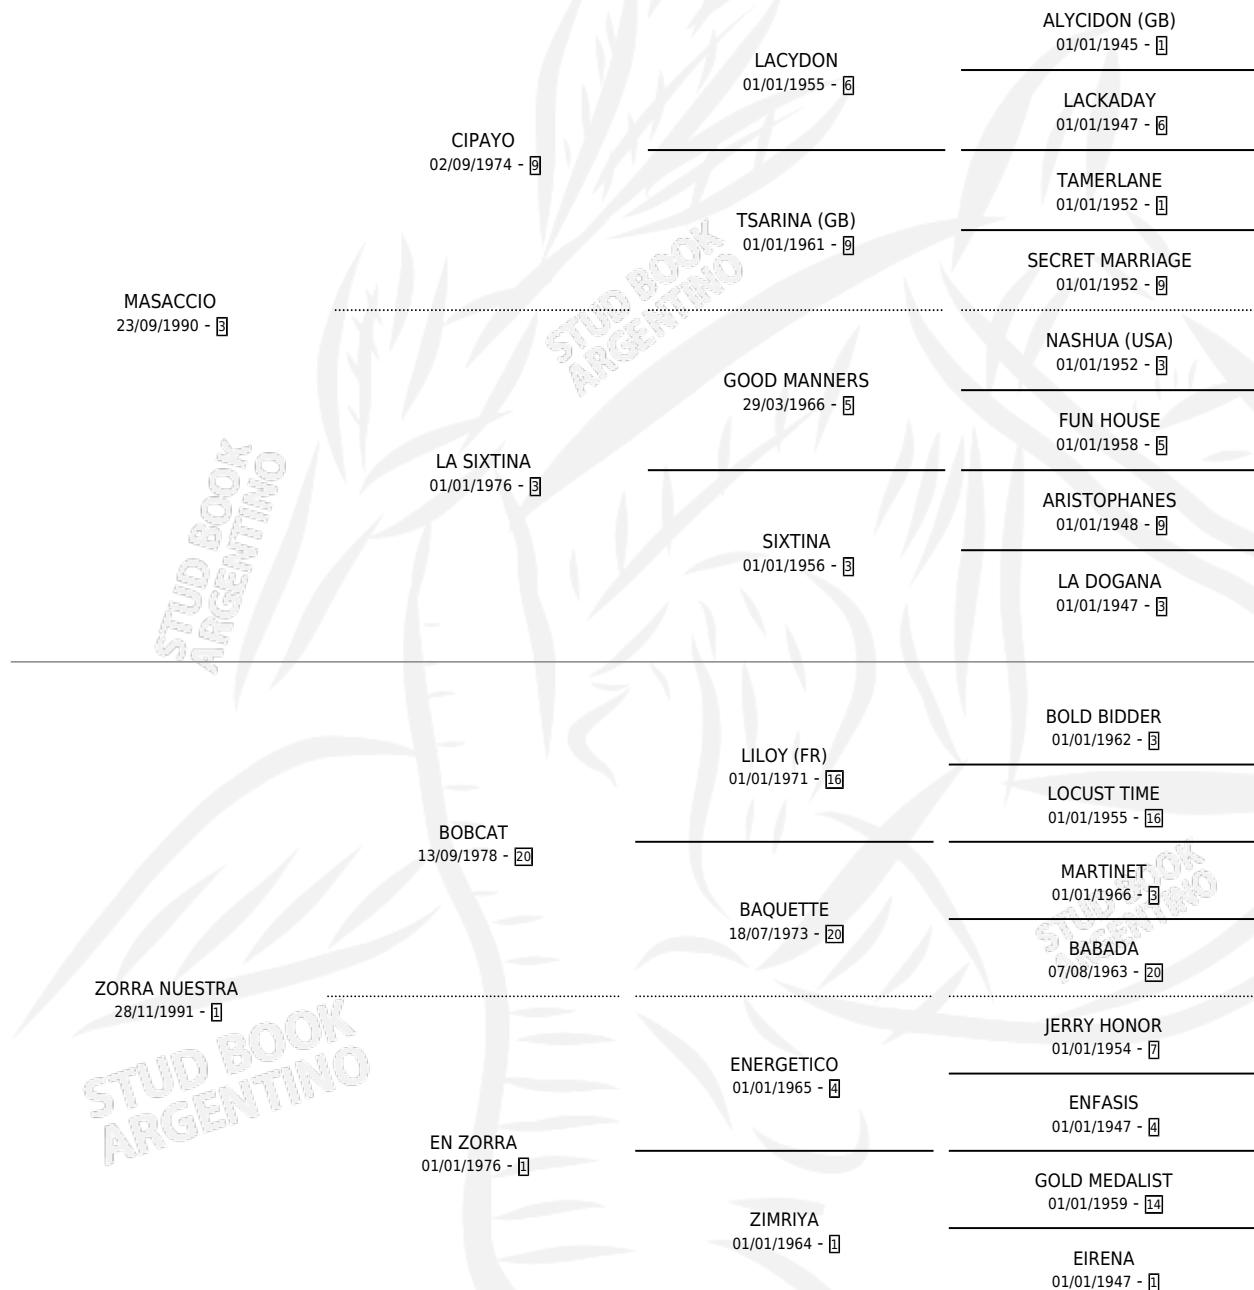 ALYCIDON (GB)
01/01/1945 - 1
LACYDON
01/01/1955 - 6
LACKADAY
01/01/1947 - 6
CIPAYO
02/09/1974 - 9
TAMERLANE
01/01/1952 - 1
TSARINA (GB)
01/01/1961 - 9
SECRET MARRIAGE
01/01/1952 - 9
MASACCIO
23/09/1990 - 3
NASHUA (USA)
01/01/1952 - 3
GOOD MANNERS
29/03/1966 - 5
FUN HOUSE
01/01/1958 - 5
LA SIXTINA
01/01/1976 - 3
ARISTOPHANES
01/01/1948 - 9
SIXTINA
01/01/1956 - 3
LA DOGANA
01/01/1947 - 3
BOLD BIDDER
01/01/1962 - 3
LILOY (FR)
01/01/1971 - 16
LOCUST TIME
01/01/1955 - 16
BOBCAT
13/09/1978 - 20
MARTINET
01/01/1966 - 3
BAQUETTE
18/07/1973 - 20
BABADA
07/08/1963 - 20
ZORRA NUESTRA
28/11/1991 - 1
JERRY HONOR
01/01/1954 - 7
ENERGETICO
01/01/1965 - 4
ENFASIS
01/01/1947 - 4
EN ZORRA
01/01/1976 - 1
GOLD MEDALIST
01/01/1959 - 14
ZIMRIYA
01/01/1964 - 1
EIRENA
01/01/1947 - 1
STUD BOOK
ARGENTINO
STUD BOOK
ARGENTINO
STUD BOOK
ARGENTINO
STUD BOOK
ARGENTINO